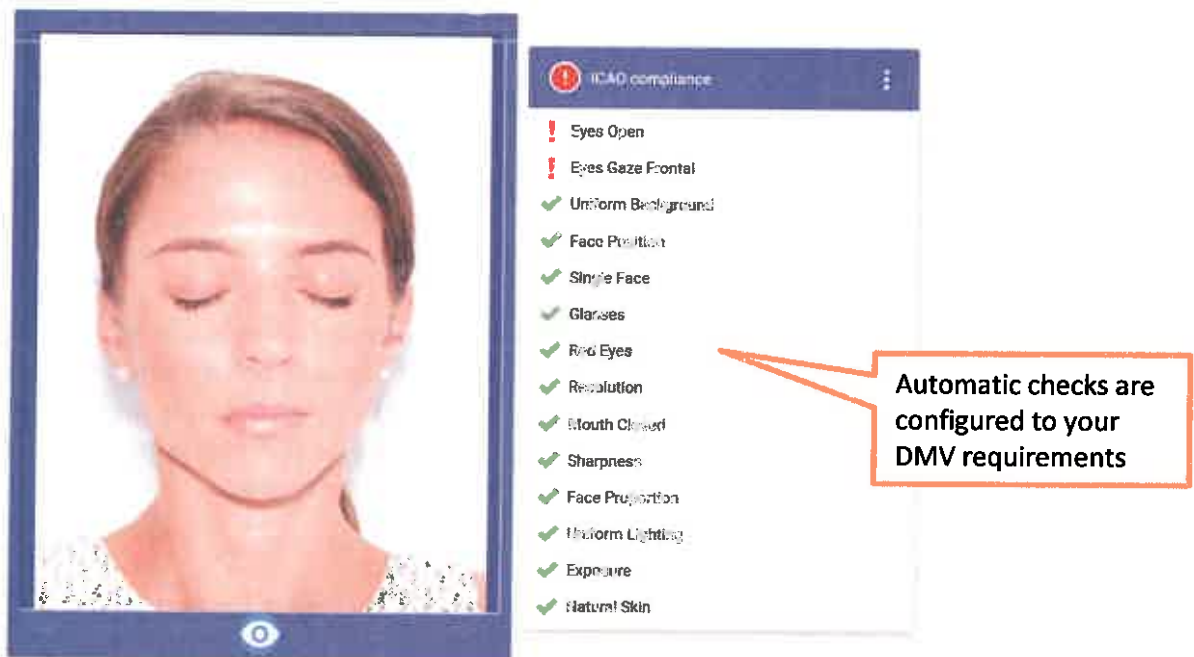 ICAO compliance
Eyes Open
Eyes Gaze Frontal
Uniform Background
Face Position
Single Face
Glasses
Red Eyes
Resolution
Mouth Closed
Sharpness
Face Proportion
Uniform Lighting
Exposure
Natural Skin
Automatic checks are
configured to your
DMV requirements